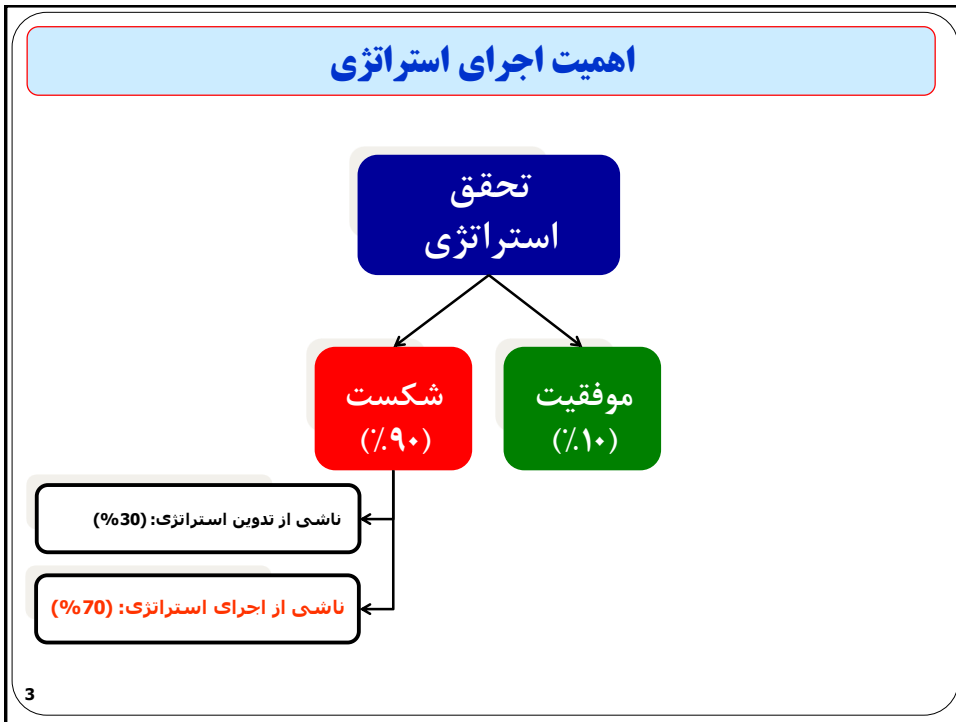 اهمیت اجرای استراتژی
تحقق
استراتژی
موفقیت
(٪۱۰)
شکست
(٪۹۰)
ناشی از تدوین استراتژی: (30%)
ناشی از اجرای استراتژی: (70%)
3